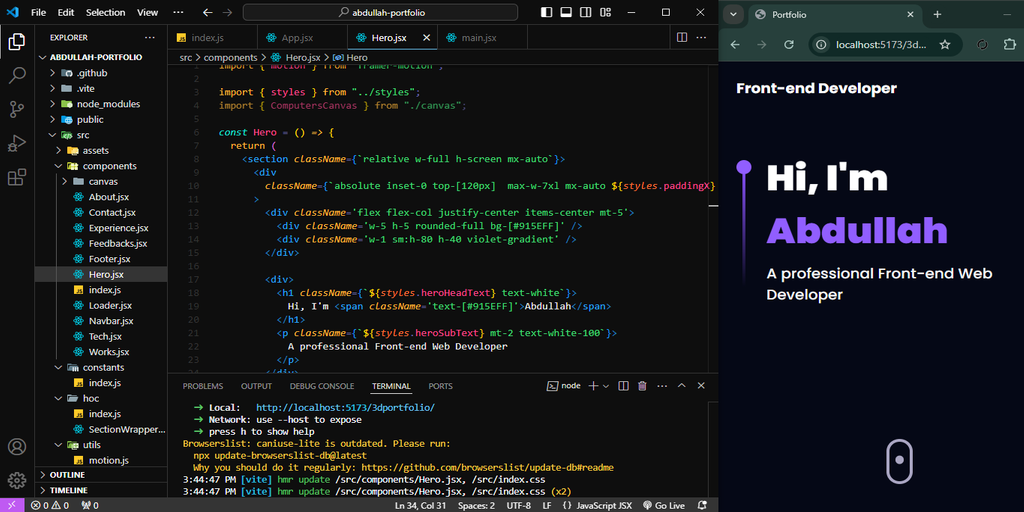 File Edit Selection View ··· abdullah-portfolio
EXPLORER ···
ABDULLAH-PORTFOLIO
.github
.vite
node_modules
public
src
assets
components
canvas
About.jsx
Contact.jsx
Experience.jsx
Feedbacks.jsx
Footer.jsx
Hero.jsx
index.js
Loader.jsx
Navbar.jsx
Tech.jsx
Works.jsx
constants
index.js
hoc
index.js
SectionWrapper...
utils
motion.js
OUTLINE
TIMELINE
index.js App.jsx Hero.jsx main.jsx
src > components > Hero.jsx > Hero
import { motion } from "framer-motion";
3 import { styles } from "../styles";
4 import { ComputersCanvas } from "./canvas";
5
6 const Hero = () => {
7 return (
8 <section className={`relative w-full h-screen mx-auto`}>
9 <div
10 className={`absolute inset-0 top-[120px]  max-w-7xl mx-auto ${styles.paddingX}
11 >
12 <div className='flex flex-col justify-center items-center mt-5'>
13 <div className='w-5 h-5 rounded-full bg-[#915EFF]' />
14 <div className='w-1 sm:h-80 h-40 violet-gradient' />
15 </div>
16
17 <div>
18 <h1 className={`${styles.heroHeadText} text-white`}>
19 Hi, I'm <span className='text-[#915EFF]'>Abdullah</span>
20 </h1>
21 <p className={`${styles.heroSubText} mt-2 text-white-100`}>
22 A professional Front-end Web Developer
23 </p>
</div>
PROBLEMS OUTPUT DEBUG CONSOLE TERMINAL PORTS node
➜ Local: http://localhost:5173/3dportfolio/
➜ Network: use --host to expose
➜ press h to show help
Browserslist: caniuse-lite is outdated. Please run:
npx update-browserslist-db@latest
Why you should do it regularly: https://github.com/browserslist/update-db#readme
3:44:47 PM [vite] hmr update /src/components/Hero.jsx, /src/index.css
3:44:47 PM [vite] hmr update /src/components/Hero.jsx, /src/index.css (x2)
0 0 0 Ln 34, Col 31 Spaces: 2 UTF-8 LF {} JavaScript JSX Go Live
Portfolio
localhost:5173/3d...
Front-end Developer
Hi, I'm
Abdullah
A professional Front-end Web
Developer